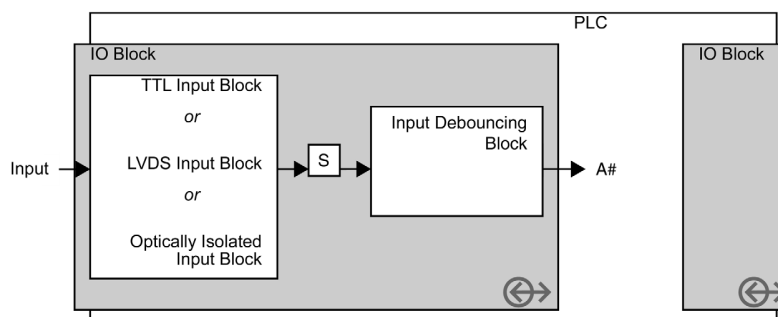 PLC
IO Block
IO Block
TTL Input Block
or
LVDS Input Block
or
Optically Isolated
Input Block
Input
S
Input Debouncing
Block
A#